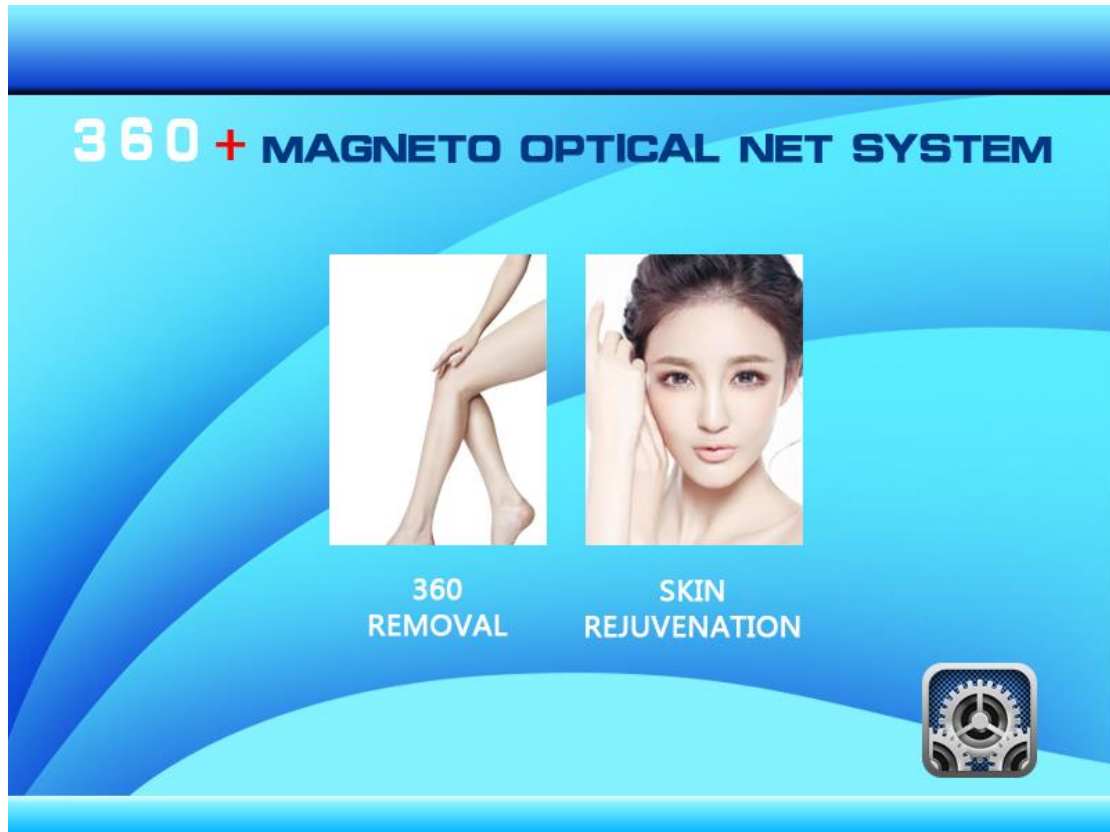 360+ MAGNETO OPTICAL NET SYSTEM
360
REMOVAL
SKIN
REJUVENATION